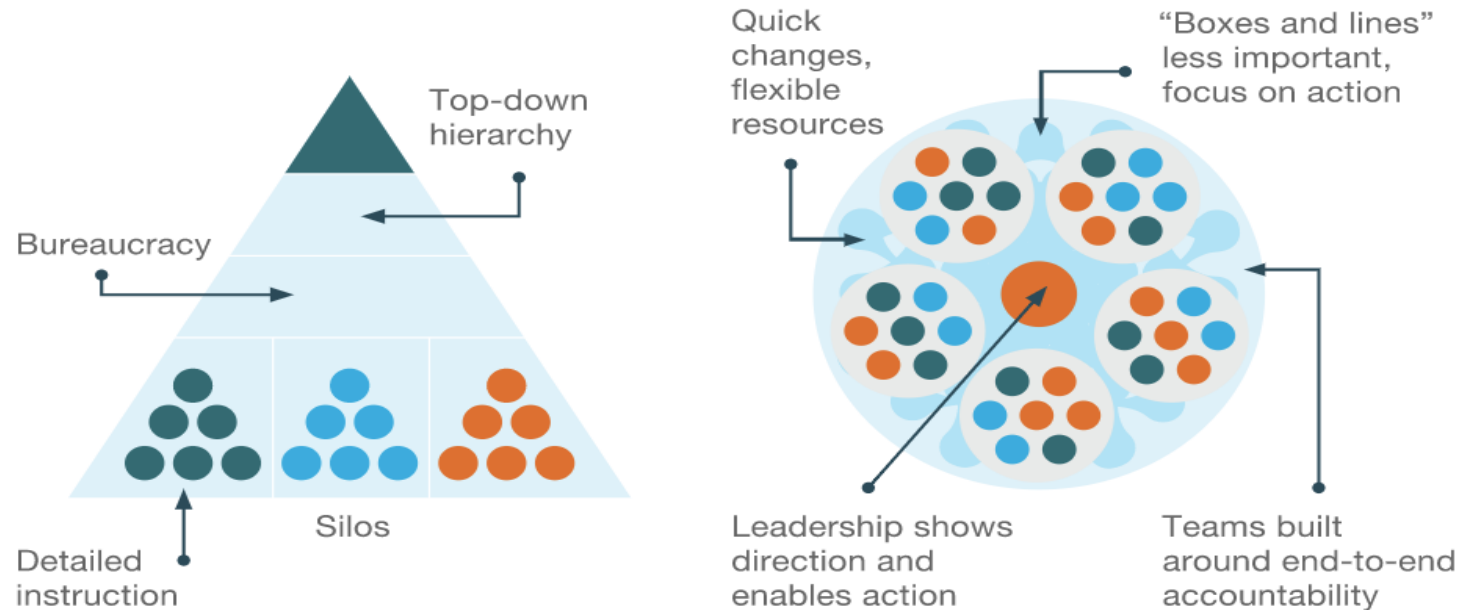 Top-down
hierarchy
Bureaucracy
Silos
Detailed
instruction
Quick
changes,
flexible
resources
“Boxes and lines”
less important,
focus on action
Leadership shows
direction and
enables action
Teams built
around end-to-end
accountability